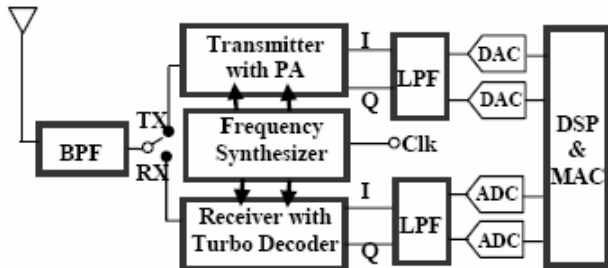 Transmitter
with PA
I
Q
LPF
DAC
DAC
TX
BPF
RX
Frequency
Synthesizer
Clk
DSP
&
MAC
Receiver with
Turbo Decoder
I
Q
LPF
ADC
ADC